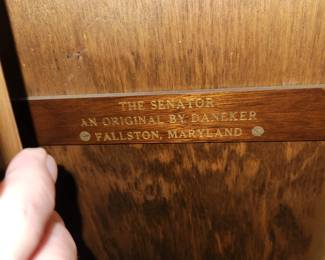 THE SENATOR
AN ORIGINAL BY DANEKER
FALLSTON, MARYLAND